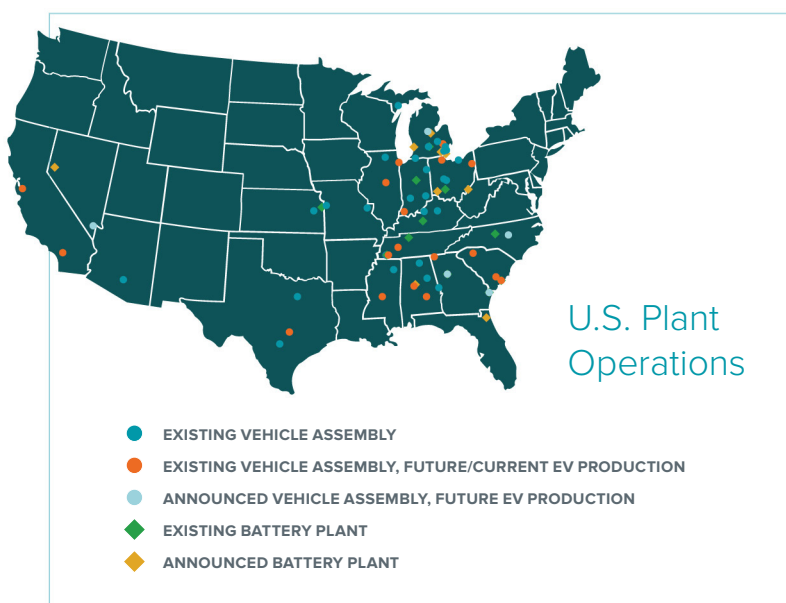 U.S. Plant
Operations
EXISTING VEHICLE ASSEMBLY
EXISTING VEHICLE ASSEMBLY, FUTURE/CURRENT EV PRODUCTION
ANNOUNCED VEHICLE ASSEMBLY, FUTURE EV PRODUCTION
EXISTING BATTERY PLANT
ANNOUNCED BATTERY PLANT